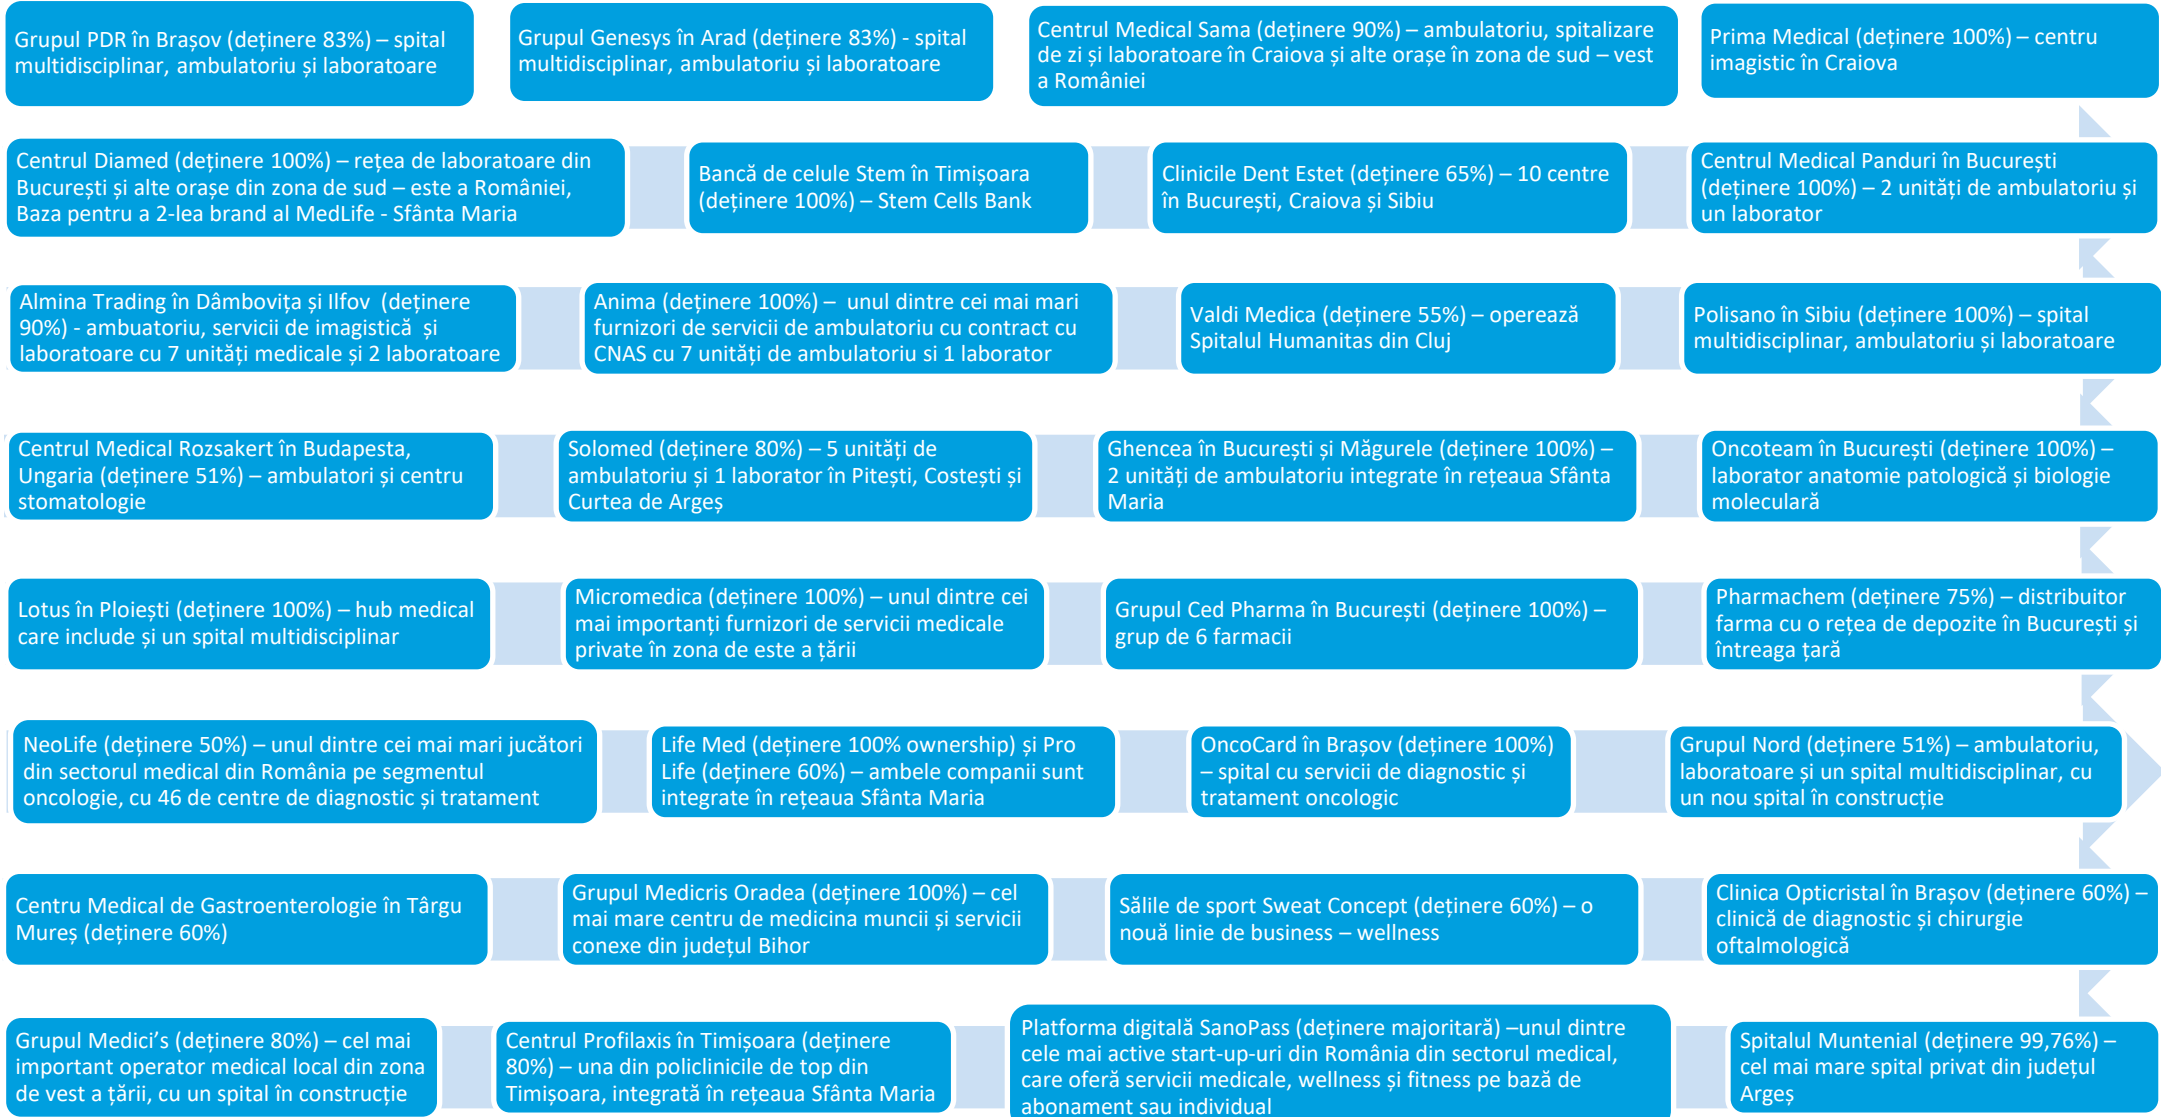 Grupul PDR în Brașov (deținere 83%) – spital
multidisciplinar, ambulatoriu și laboratoare
Grupul Genesys în Arad (deținere 83%) - spital
multidisciplinar, ambulatoriu și laboratoare
Centrul Medical Sama (deținere 90%) – ambulatoriu, spitalizare
de zi și laboratoare în Craiova și alte orașe în zona de sud – vest
a României
Prima Medical (deținere 100%) – centru
imagistic în Craiova
Centrul Diamed (deținere 100%) – rețea de laboratoare din
București și alte orașe din zona de sud – este a României,
Baza pentru a 2-lea brand al MedLife - Sfânta Maria
Bancă de celule Stem în Timișoara
(deținere 100%) – Stem Cells Bank
Clinicile Dent Estet (deținere 65%) – 10 centre
în București, Craiova și Sibiu
Centrul Medical Panduri în București
(deținere 100%) – 2 unități de ambulatoriu și
un laborator
Almina Trading în Dâmbovița și Ilfov  (deținere
90%) - ambuatoriu, servicii de imagistică  și
laboratoare cu 7 unități medicale și 2 laboratoare
Anima (deținere 100%) –  unul dintre cei mai mari
furnizori de servicii de ambulatoriu cu contract cu
CNAS cu 7 unități de ambulatoriu si 1 laborator
Valdi Medica (deținere 55%) – operează
Spitalul Humanitas din Cluj
Polisano în Sibiu (deținere 100%) – spital
multidisciplinar, ambulatoriu și laboratoare
Centrul Medical Rozsakert în Budapesta,
Ungaria (deținere 51%) – ambulatori și centru
stomatologie
Solomed (deținere 80%) – 5 unități de
ambulatoriu și 1 laborator în Pitești, Costești și
Curtea de Argeș
Ghencea în București și Măgurele (deținere 100%) –
2 unități de ambulatoriu integrate în rețeaua Sfânta
Maria
Oncoteam în București (deținere 100%) –
laborator anatomie patologică și biologie
moleculară
Lotus în Ploiești (deținere 100%) – hub medical
care include și un spital multidisciplinar
Micromedica (deținere 100%) – unul dintre cei
mai importanți furnizori de servicii medicale
private în zona de este a țării
Grupul Ced Pharma în București (deținere 100%) –
grup de 6 farmacii
Pharmachem (deținere 75%) – distribuitor
farma cu o rețea de depozite în București și
întreaga țară
NeoLife (deținere 50%) – unul dintre cei mai mari jucători
din sectorul medical din România pe segmentul
oncologie, cu 46 de centre de diagnostic și tratament
Life Med (deținere 100% ownership) și Pro
Life (deținere 60%) – ambele companii sunt
integrate în rețeaua Sfânta Maria
OncoCard în Brașov (deținere 100%)
– spital cu servicii de diagnostic și
tratament oncologic
Grupul Nord (deținere 51%) – ambulatoriu,
laboratoare și un spital multidisciplinar, cu
un nou spital în construcție
Centru Medical de Gastroenterologie în Târgu
Mureș (deținere 60%)
Grupul Medicris Oradea (deținere 100%) – cel
mai mare centru de medicina muncii și servicii
conexe din județul Bihor
Sălile de sport Sweat Concept (deținere 60%) – o
nouă linie de business – wellness
Clinica Opticristal în Brașov (deținere 60%) –
clinică de diagnostic și chirurgie
oftalmologică
Grupul Medici's (deținere 80%) – cel mai
important operator medical local din zona
de vest a țării, cu un spital în construcție
Centrul Profilaxis în Timișoara (deținere
80%) – una din policlinicile de top din
Timișoara, integrată în rețeaua Sfânta Maria
Platforma digitală SanoPass (deținere majoritară) –unul dintre
cele mai active start-up-uri din România din sectorul medical,
care oferă servicii medicale, wellness și fitness pe bază de
abonament sau individual
Spitalul Muntenial (deținere 99,76%) –
cel mai mare spital privat din județul
Argeș